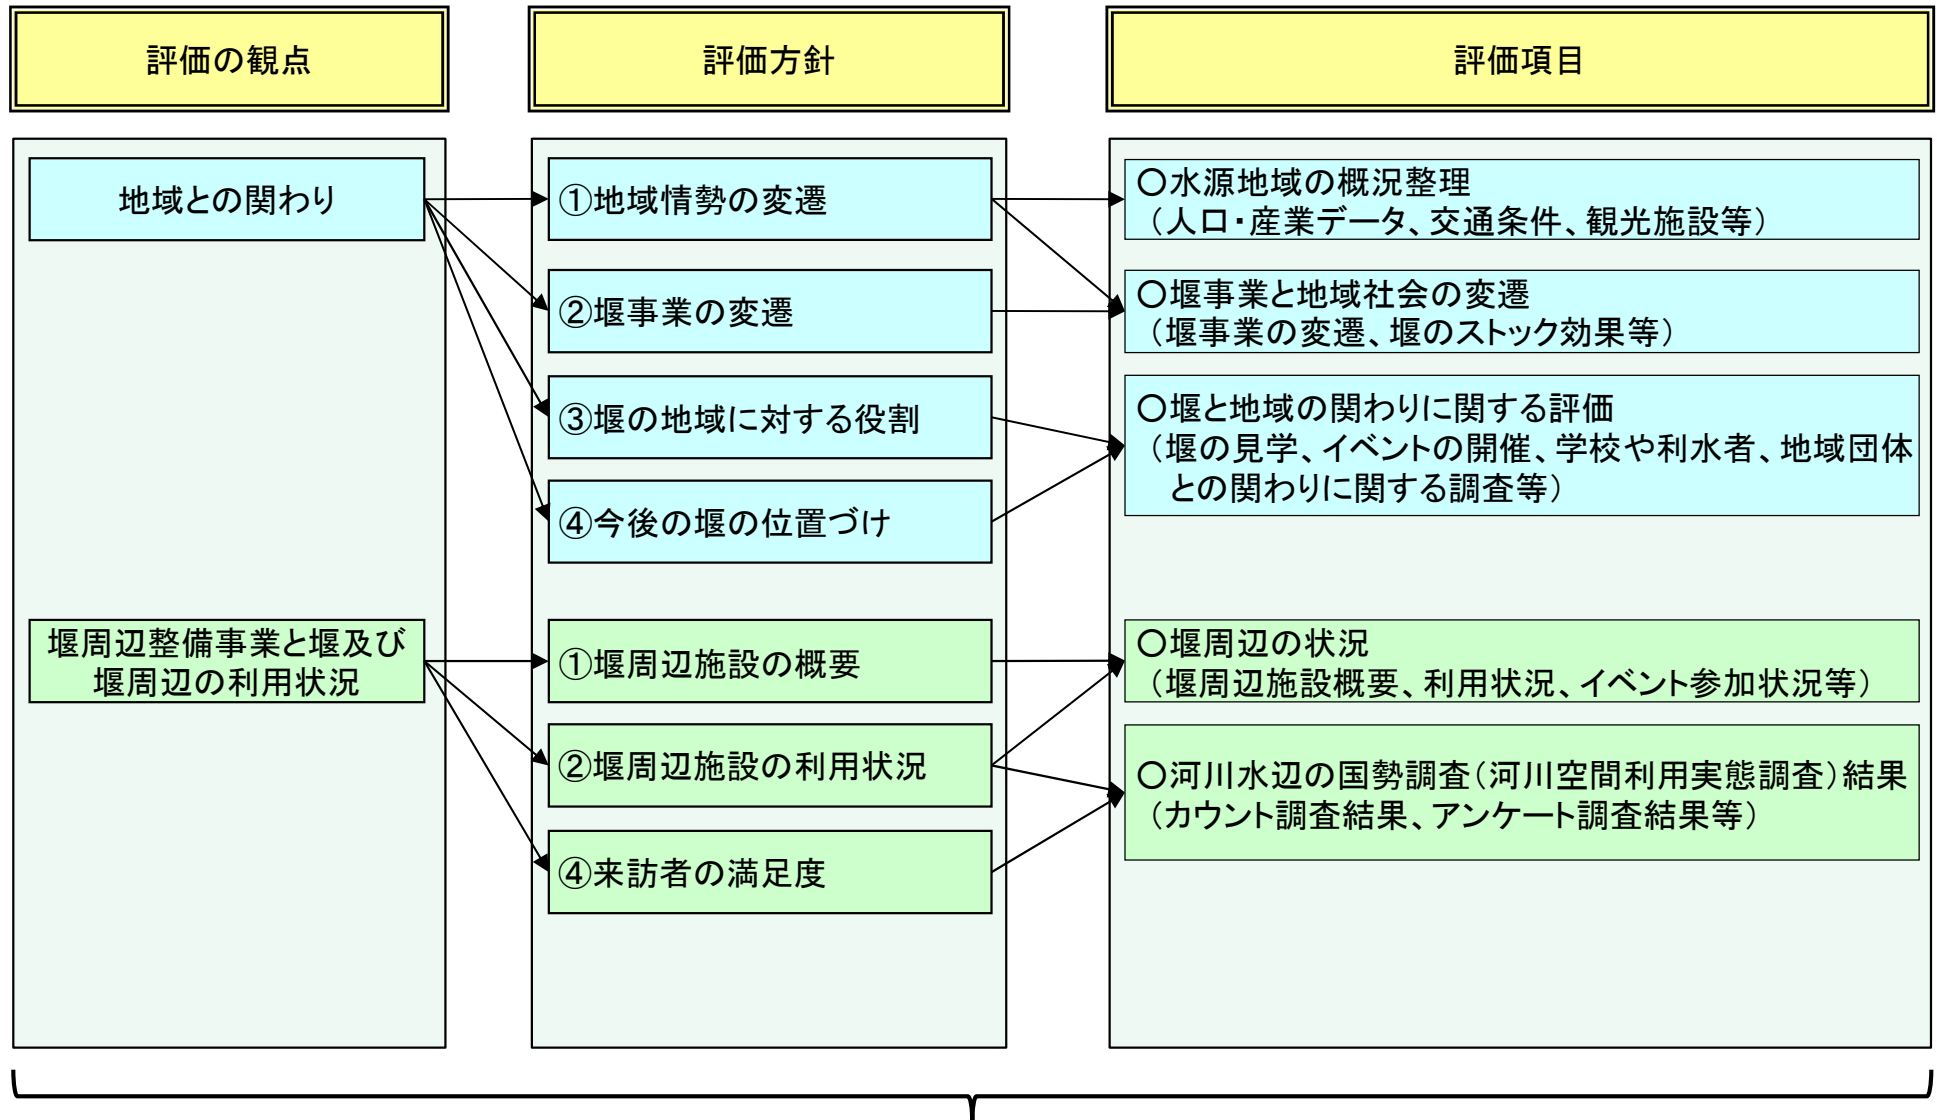 評価の観点
評価方針
評価項目
地域との関わり
①地域情勢の変遷
②堰事業の変遷
③堰の地域に対する役割
④今後の堰の位置づけ
○水源地域の概況整理
（人口・産業データ、交通条件、観光施設等）
○堰事業と地域社会の変遷
（堰事業の変遷、堰のストック効果等）
○堰と地域の関わりに関する評価
（堰の見学、イベントの開催、学校や利水者、地域団体
との関わりに関する調査等）
堰周辺整備事業と堰及び
堰周辺の利用状況
①堰周辺施設の概要
②堰周辺施設の利用状況
④来訪者の満足度
○堰周辺の状況
（堰周辺施設概要、利用状況、イベント参加状況等）
○河川水辺の国勢調査（河川空間利用実態調査）結果
（カウント調査結果、アンケート調査結果等）